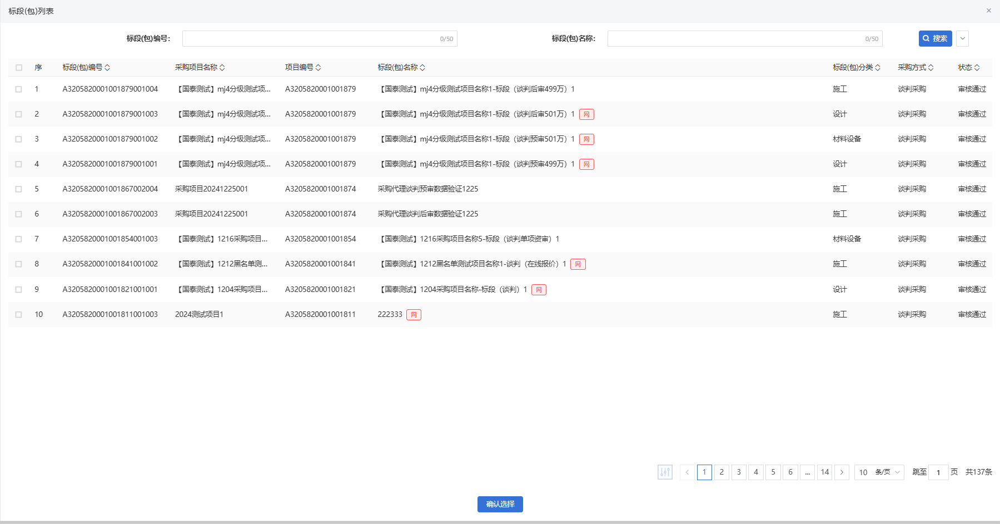 标段(包)列表
标段(包)编号： 0/50 标段(包)名称： 0/50 搜索
序 标段(包)编号 采购项目名称 项目编号 标段(包)名称 标段(包)分类 采购方式 状态
1 A3205820001001879001004 【国泰测试】mj4分级测试项... A3205820001001879 【国泰测试】mj4分级测试项目名称1-标段（谈判后审499万）1 施工 谈判采购 审核通过
2 A3205820001001879001003 【国泰测试】mj4分级测试项... A3205820001001879 【国泰测试】mj4分级测试项目名称1-标段（谈判后审501万）1 网 设计 谈判采购 审核通过
3 A3205820001001879001002 【国泰测试】mj4分级测试项... A3205820001001879 【国泰测试】mj4分级测试项目名称1-标段（谈判预审501万）1 网 材料设备 谈判采购 审核通过
4 A3205820001001879001001 【国泰测试】mj4分级测试项... A3205820001001879 【国泰测试】mj4分级测试项目名称1-标段（谈判预审499万）1 网 设计 谈判采购 审核通过
5 A3205820001001867002004 采购项目20241225001 A3205820001001874 采购代理谈判预审数据验证1225 施工 谈判采购 审核通过
6 A3205820001001867002003 采购项目20241225001 A3205820001001874 采购代理谈判后审数据验证1225 施工 谈判采购 审核通过
7 A3205820001001854001003 【国泰测试】1216采购项目... A3205820001001854 【国泰测试】1216采购项目名称5-标段（谈判单项资审）1 材料设备 谈判采购 审核通过
8 A3205820001001841001002 【国泰测试】1212黑名单测... A3205820001001841 【国泰测试】1212黑名单测试项目名称1-谈判（在线报价）1 网 施工 谈判采购 审核通过
9 A3205820001001821001001 【国泰测试】1204采购项目... A3205820001001821 【国泰测试】1204采购项目名称-标段（谈判）1 网 设计 谈判采购 审核通过
10 A3205820001001811001003 2024测试项目1 A3205820001001811 222333 网 施工 谈判采购 审核通过
1 2 3 4 5 6 ... 14 10 条/页 跳至 1 页 共137条
确认选择